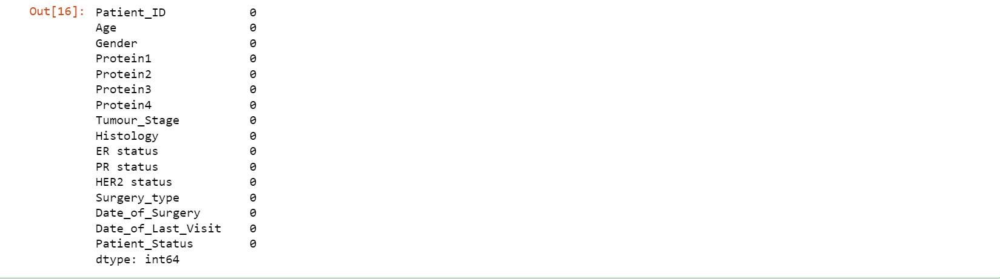 Out[16]: Patient_ID 0
Age 0
Gender 0
Protein1 0
Protein2 0
Protein3 0
Protein4 0
Tumour_Stage 0
Histology 0
ER status 0
PR status 0
HER2 status 0
Surgery_type 0
Date_of_Surgery 0
Date_of_Last_Visit 0
Patient_Status 0
dtype: int64